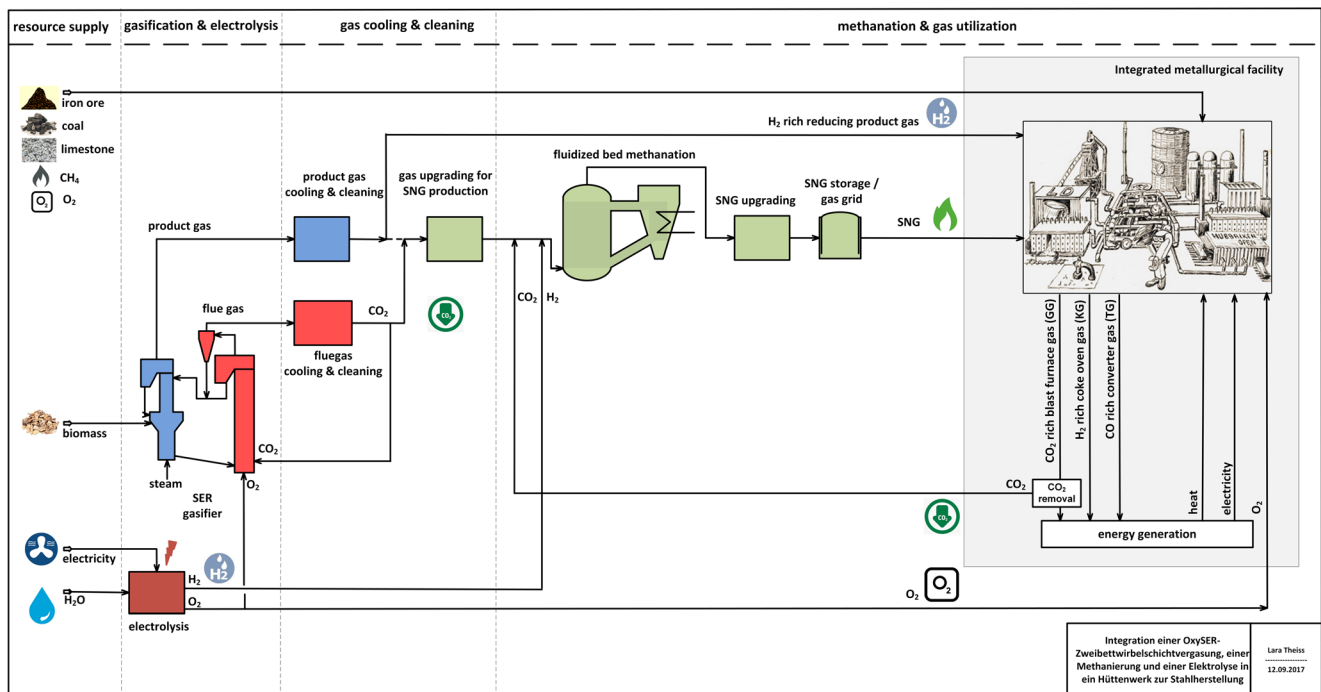 resource supply
gasification & electrolysis
gas cooling & cleaning
methanation & gas utilization
Integrated metallurgical facility
iron ore
coal
limestone
CH₄
O₂
O₂
H₂ rich reducing product gas
H₂
fluidized bed methanation
product gas
cooling & cleaning
gas upgrading for
SNG production
SNG storage /
gas grid
SNG upgrading
product gas
SNG
CO₂
H₂
flue gas
CO₂
CO₂
fluegas
cooling & cleaning
CO₂ rich blast furnace gas (GG)
H₂ rich coke oven gas (KG)
CO rich converter gas (TG)
biomass
CO₂
steam
O₂
SER
gasifier
CO₂
CO₂
removal
heat
electricity
O₂
CO₂
energy generation
electricity
H₂
H₂
H₂O
O₂
O₂
O₂
electrolysis
Integration einer OxySER-
Zweibettwirbelschichtvergasung, einer
Methanierung und einer Elektrolyse in
ein Hüttenwerk zur Stahlherstellung
Lara Theiss
12.09.2017